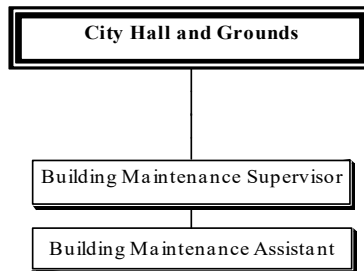 City Hall and Grounds
Building Maintenance Supervisor
Building Maintenance Assistant